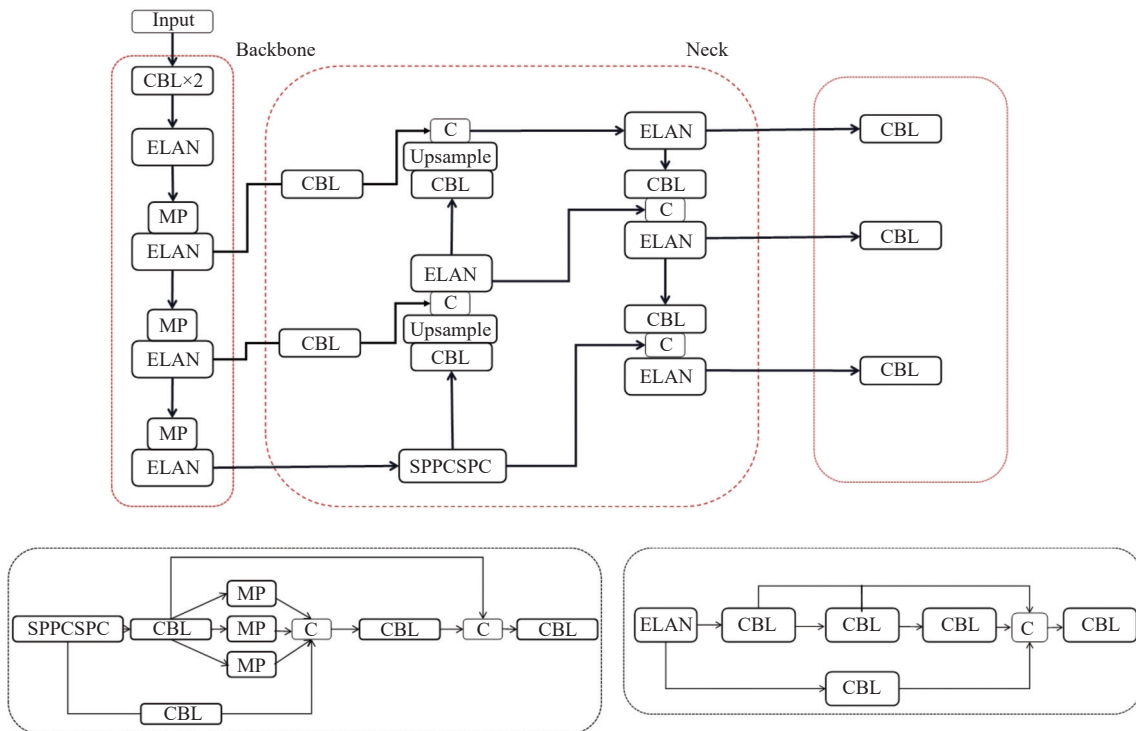 Input
Backbone
Neck
CBL×2
ELAN
MP
ELAN
MP
ELAN
MP
ELAN
CBL
CBL
C
Upsample
CBL
ELAN
C
Upsample
CBL
SPPCSPC
ELAN
CBL
C
ELAN
CBL
C
ELAN
CBL
CBL
CBL
SPPCSPC
CBL
MP
MP
MP
C
CBL
C
CBL
CBL
ELAN
CBL
CBL
CBL
C
CBL
CBL